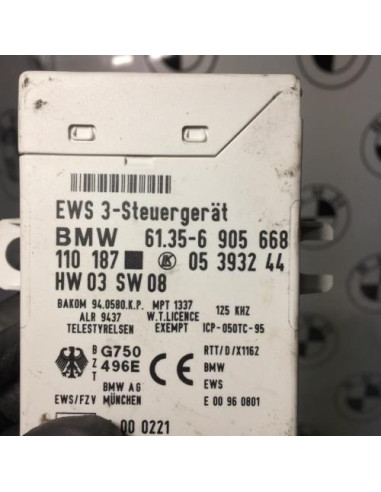 EWS 3-Steuergerät
BMW 61.35-6 905 668
110 187 05 3932 44
HW 03 SW 08
BAKOM 94.0580.K.P. MPT 1337 125 KHZ
ALR 9437 W.T.LICENCE
TELESTYRELSEN EXEMPT ICP-050TC-95
BZT G750 496E CE RTT/D/X1162
BMW
BMW AG EWS
EWS/FZV MÜNCHEN E 00 96 0801
00 0221